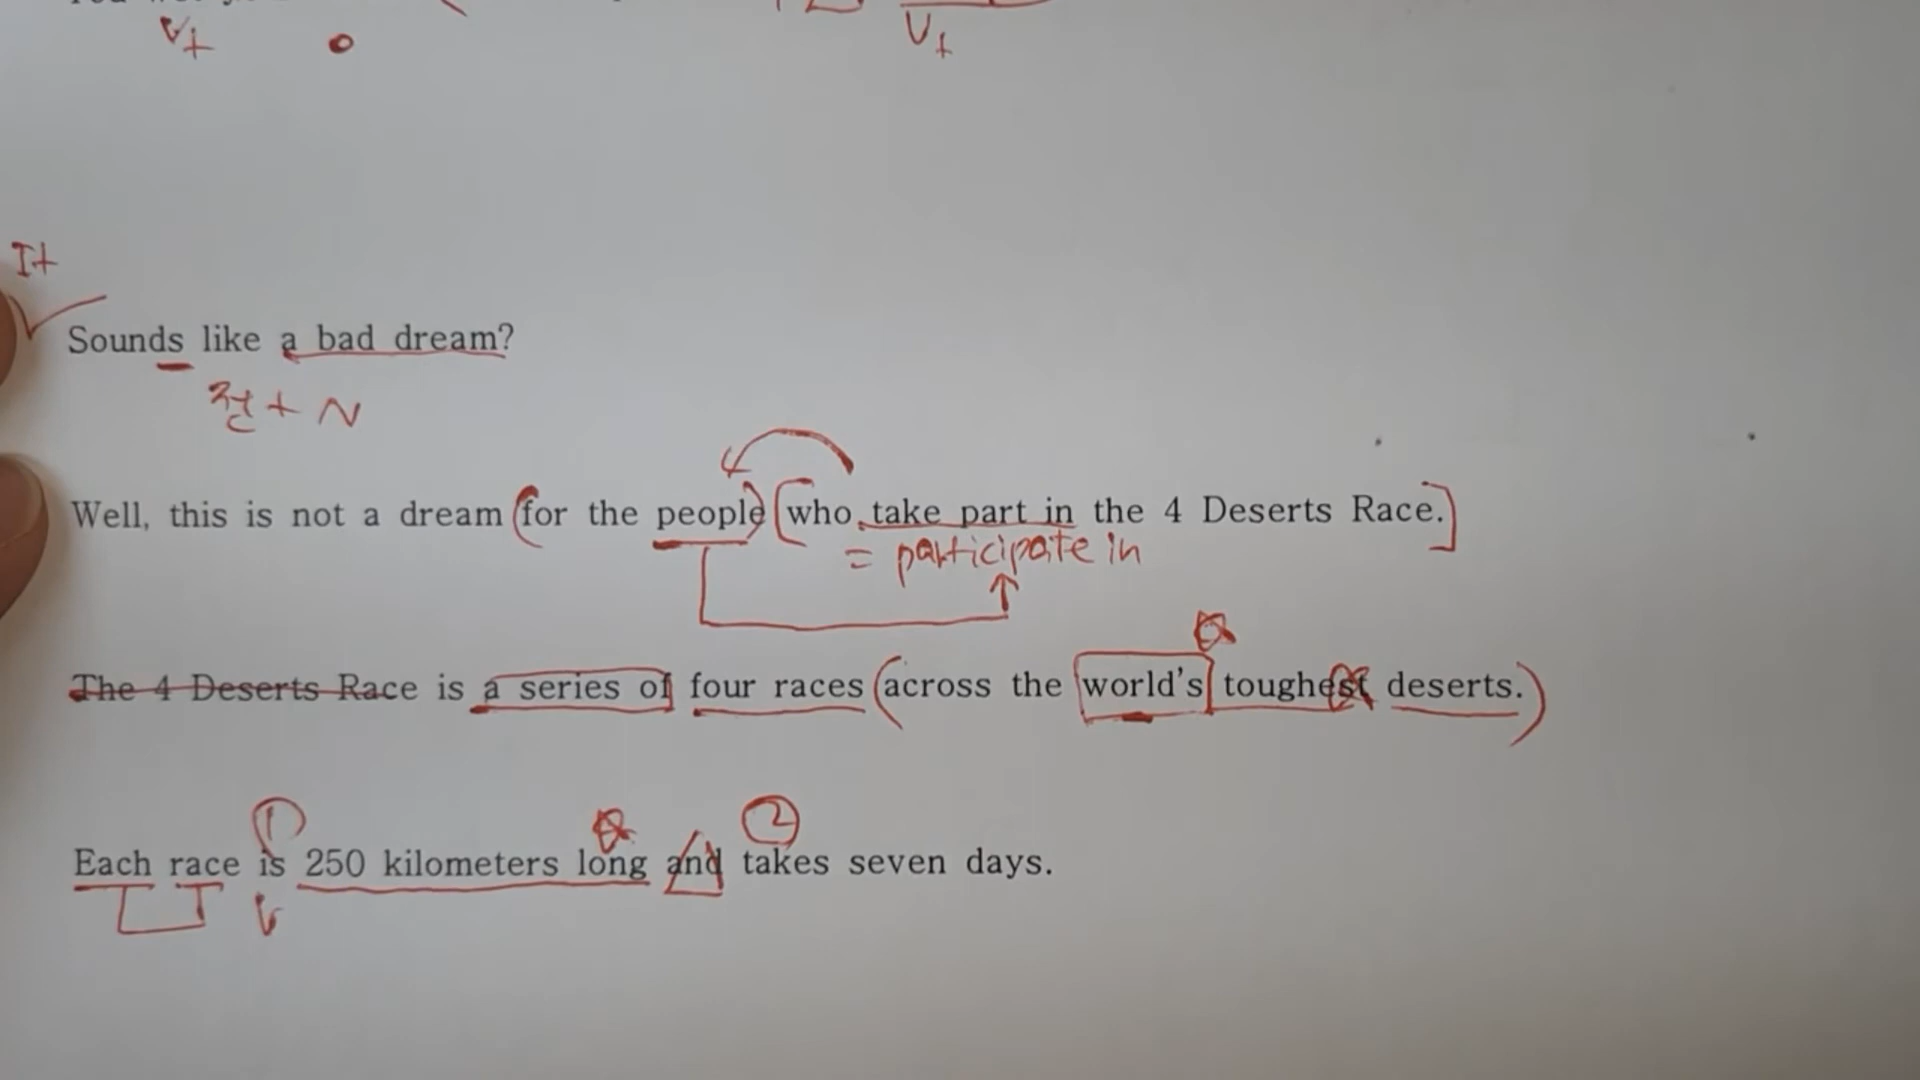 V+ V+
It
Sounds like a bad dream?
전 + N
Well, this is not a dream for the people who take part in the 4 Deserts Race.
= participate in
The 4 Deserts Race is a series of four races across the world's toughest deserts.
① ②
Each race is 250 kilometers long and takes seven days.
V